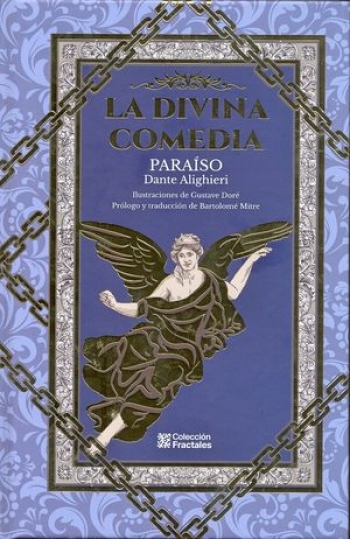 LA DIVINA
COMEDIA
PARAÍSO
Dante Alighieri
Ilustraciones de Gustave Doré
Prólogo y traducción de Bartolomé Mitre
Colección
Fractales